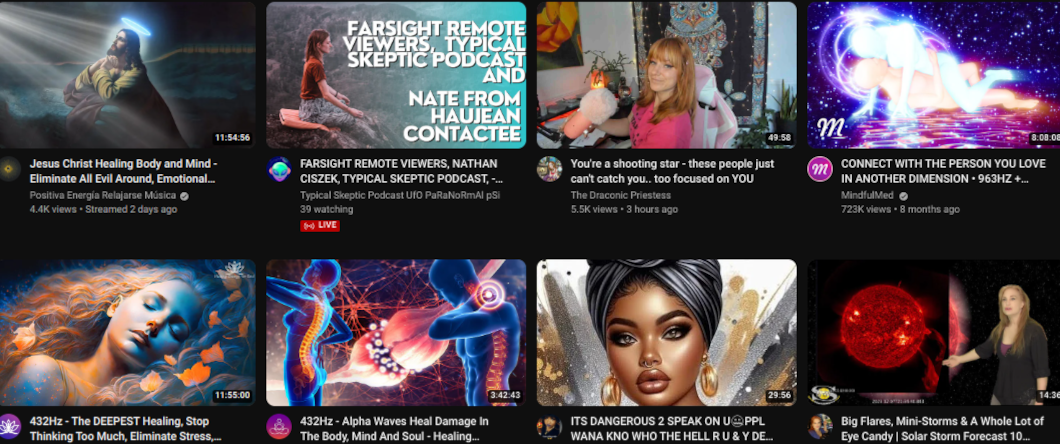 FARSIGHT REMOTE
VIEWERS, TYPICAL
SKEPTIC PODCAST
AND
NATE FROM
HAUJEAN
CONTACTEE
m
11:54:56
49:58
8:08:08
Jesus Christ Healing Body and Mind -
Eliminate All Evil Around, Emotional...
Positiva Energía Relajarse Música
4.4K views • Streamed 2 days ago
FARSIGHT REMOTE VIEWERS, NATHAN
CISZEK, TYPICAL SKEPTIC PODCAST, -...
Typical Skeptic Podcast UfO PaRaNoRmAl pSi
39 watching
LIVE
You're a shooting star - these people just
can't catch you.. too focused on YOU
The Draconic Priestess
5.5K views • 3 hours ago
CONNECT WITH THE PERSON YOU LOVE
IN ANOTHER DIMENSION • 963HZ +...
MindfulMed
723K views • 8 months ago
11:55:00
3:42:43
29:56
14:36
432Hz - The DEEPEST Healing, Stop
Thinking Too Much, Eliminate Stress,...
432Hz - Alpha Waves Heal Damage In
The Body, Mind And Soul - Healing...
ITS DANGEROUS 2 SPEAK ON U🤐PPL
WANA KNO WHO THE HELL R U & Y DE...
Big Flares, Mini-Storms & A Whole Lot of
Eye Candy | Solar Storm Forecast 10...